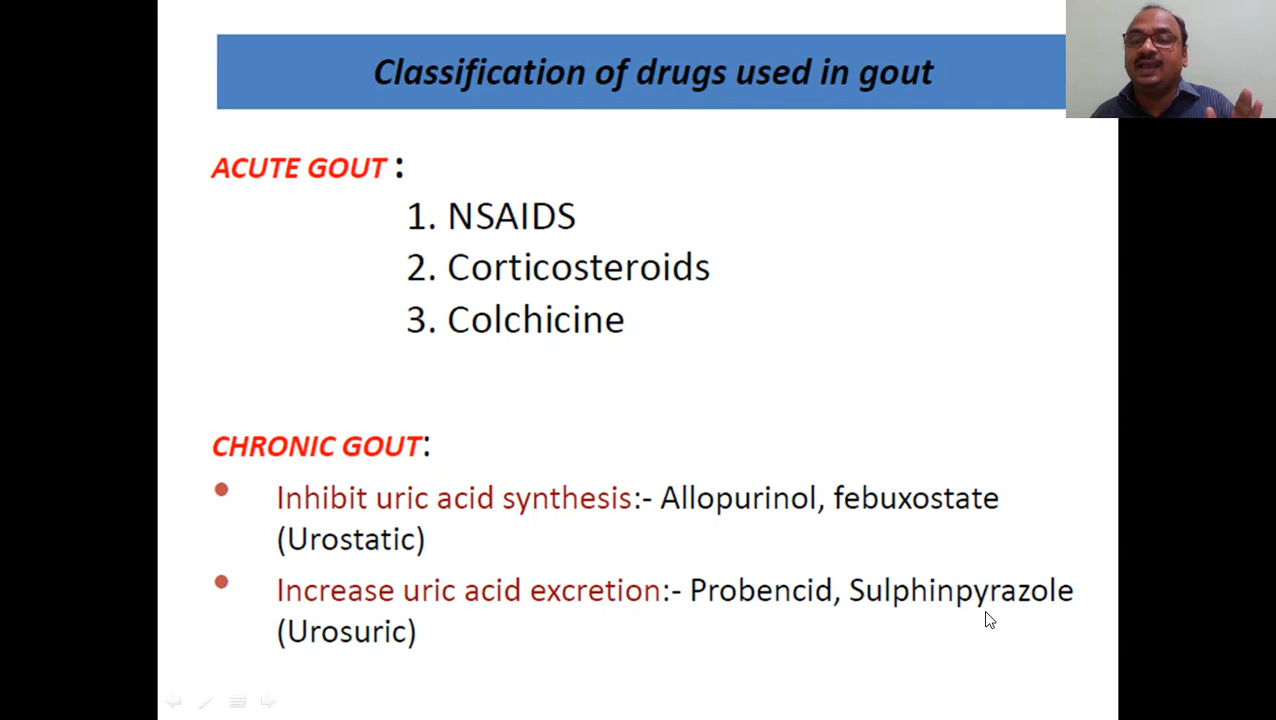 Classification of drugs used in gout
ACUTE GOUT :
1. NSAIDS
2. Corticosteroids
3. Colchicine
CHRONIC GOUT:
• Inhibit uric acid synthesis:- Allopurinol, febuxostate
(Urostatic)
• Increase uric acid excretion:- Probencid, Sulphinpyrazole
(Urosuric)